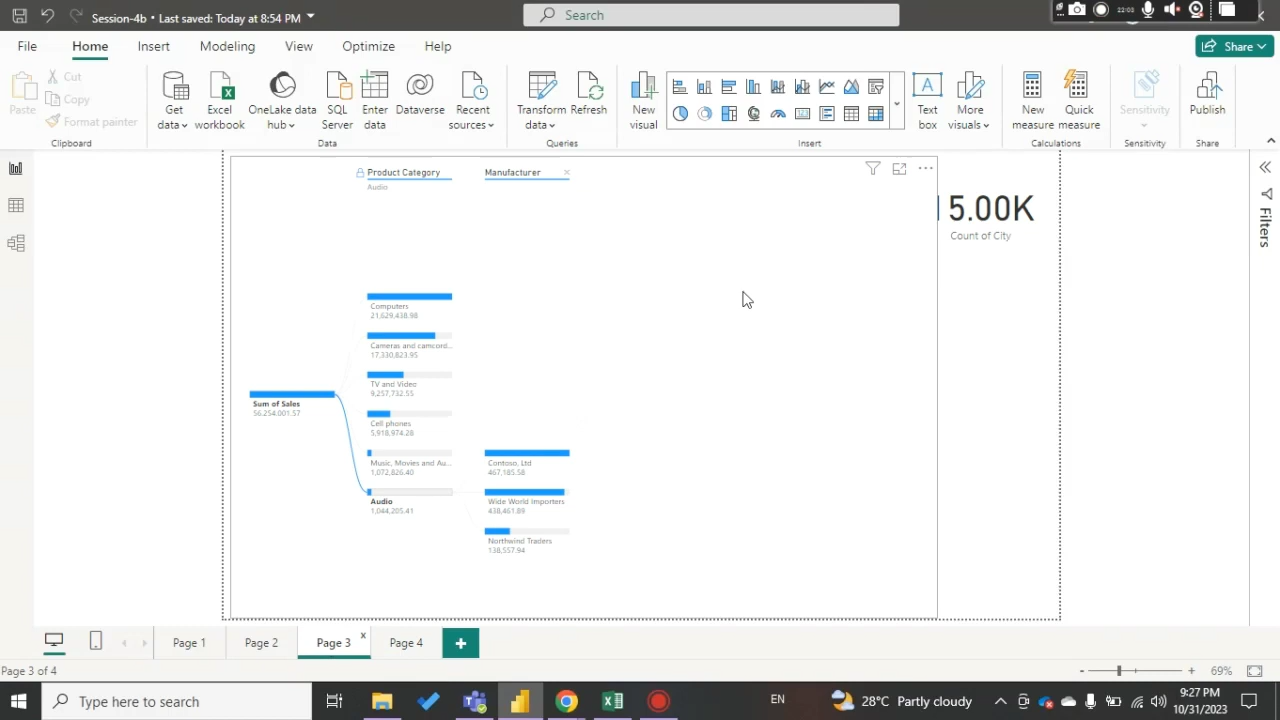 Session-4b • Last saved: Today at 8:54 PM
Search
22:03
File Home Insert Modeling View Optimize Help
Share
Paste
Cut
Copy
Format painter
Get data
Excel workbook
OneLake data hub
SQL Server
Enter data
Dataverse
Recent sources
Transform data
Refresh
New visual
Text box
More visuals
New measure
Quick measure
Sensitivity
Publish
Clipboard
Data
Queries
Insert
Calculations
Sensitivity
Share
Product Category
Audio
Manufacturer
5.00K
Count of City
Filters
Computers
21,629,438.98
Cameras and camcord...
17,330,823.95
TV and Video
9,257,732.55
Sum of Sales
56,254,001.57
Cell phones
5,918,974.28
Music, Movies and Au...
1,072,826.40
Audio
1,044,205.41
Contoso, Ltd
467,185.58
Wide World Importers
438,461.89
Northwind Traders
138,557.94
Page 1
Page 2
Page 3
Page 4
Page 3 of 4
69%
Type here to search
EN
28°C Partly cloudy
9:27 PM
10/31/2023